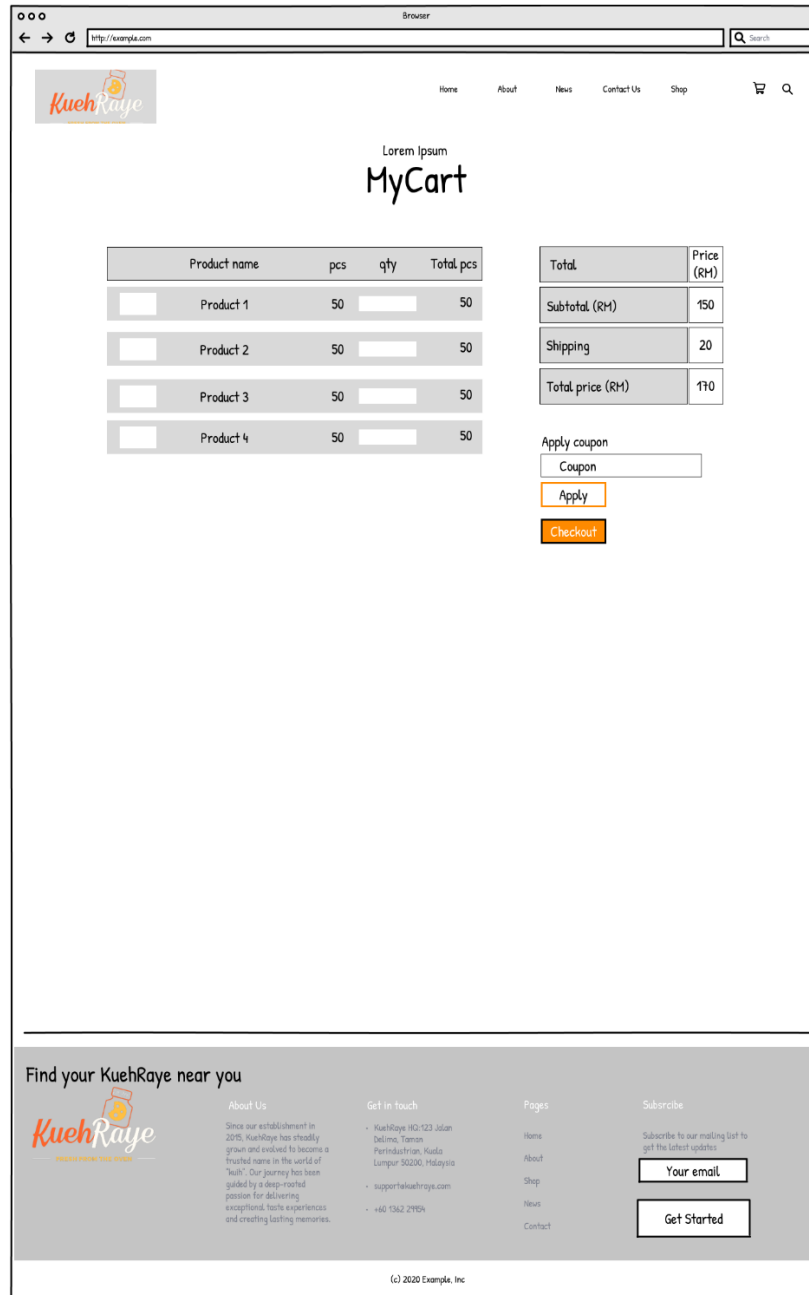 Browser
http://example.com
Search
KuehRaye
Home About News Contact Us Shop
Lorem Ipsum
MyCart
Product name pcs qty Total pcs
Product 1 50 50
Product 2 50 50
Product 3 50 50
Product 4 50 50
Total Price (RM)
Subtotal (RM) 150
Shipping 20
Total price (RM) 170
Apply coupon
Coupon
Apply
Checkout
Find your KuehRaye near you
KuehRaye
About Us
Since our establishment in
2015, KuehRaye has steadily
grown and evolved to become a
trusted name in the world of
"kuih". Our journey has been
guided by a deep-rooted
passion for delivering
exceptional taste experiences
and creating lasting memories.
Get in touch
• KuehRaye HQ:123 Jalan
Delima, Taman
Perindustrian, Kuala
Lumpur 50200, Malaysia
• support@kuehraye.com
• +60 1362 29954
Pages
Home
About
Shop
News
Contact
Subsrcibe
Subscribe to our mailing list to
get the latest updates
Your email
Get Started
(c) 2020 Example, Inc